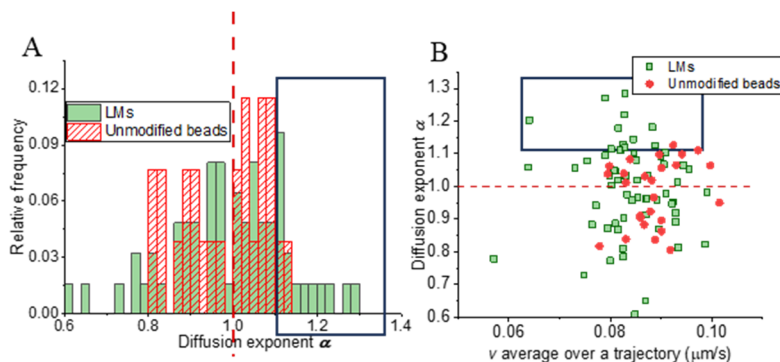 A
0.12
0.09
0.06
0.03
0.00
Relative frequency
LMs
Unmodified beads
0.6 0.8 1.0 1.2 1.4
Diffusion exponent α
B
LMs
Unmodified beads
1.3
1.2
1.1
1.0
0.9
0.8
0.7
0.6
Diffusion exponent α
0.06 0.08 0.10
v average over a trajectory (μm/s)